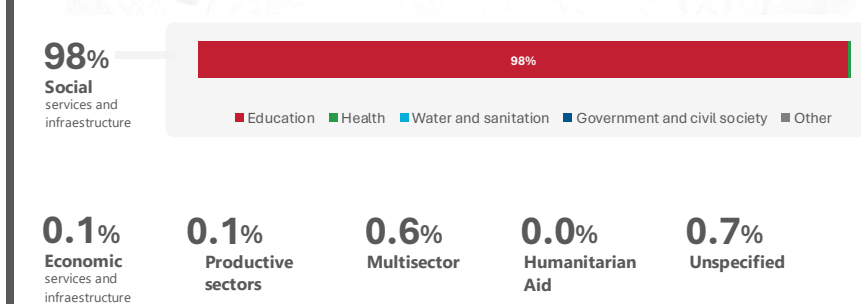 98%
98%
Social
services and
infraestructure
Education Health Water and sanitation Government and civil society Other
0.1%
Economic
services and
infraestructure
0.1%
Productive
sectors
0.6%
Multisector
0.0%
Humanitarian
Aid
0.7%
Unspecified